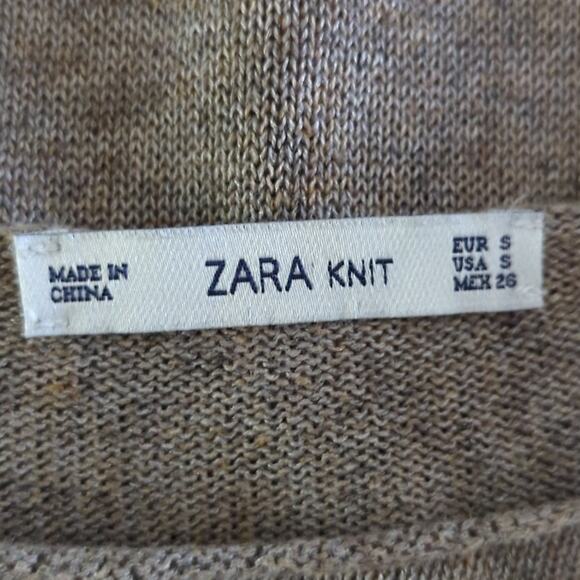 MADE IN
CHINA
ZARA KNIT
EUR S
USA S
MEX 26